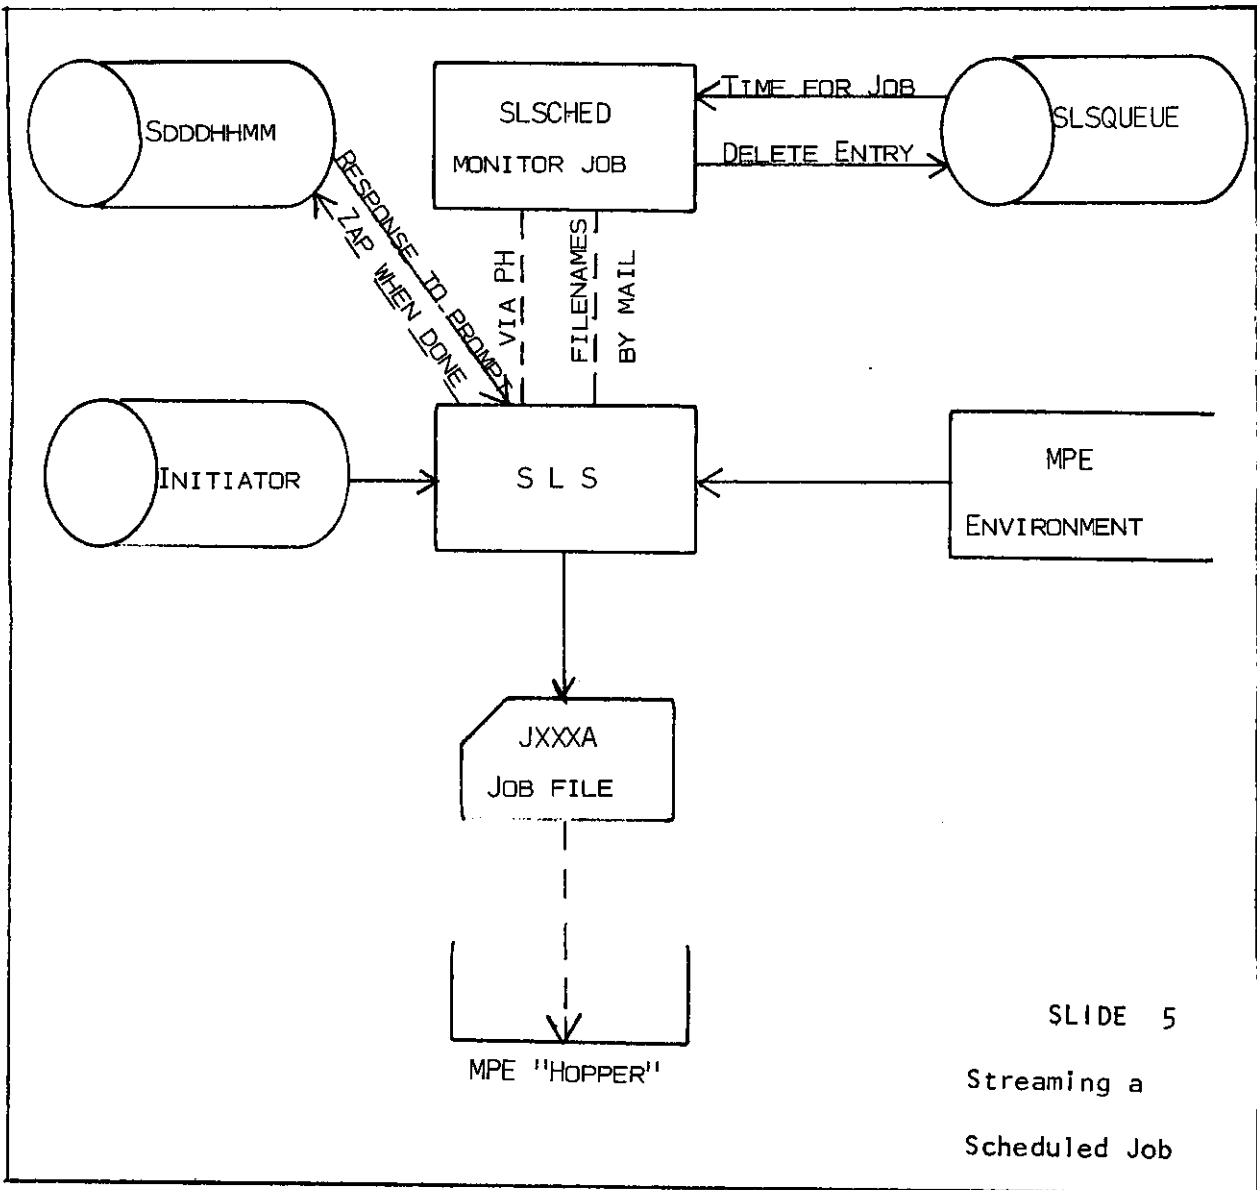 SDDDHHMM
SLSCHED
MONITOR JOB
TIME FOR JOB
DELETE ENTRY
SLSQUEUE
RESPONSE TO PROMPT
ZAP WHEN DONE
VIA PH
FILENAMES
BY MAIL
INITIATOR
S L S
MPE
ENVIRONMENT
JXXXA
JOB FILE
MPE "HOPPER"
SLIDE 5
Streaming a
Scheduled Job